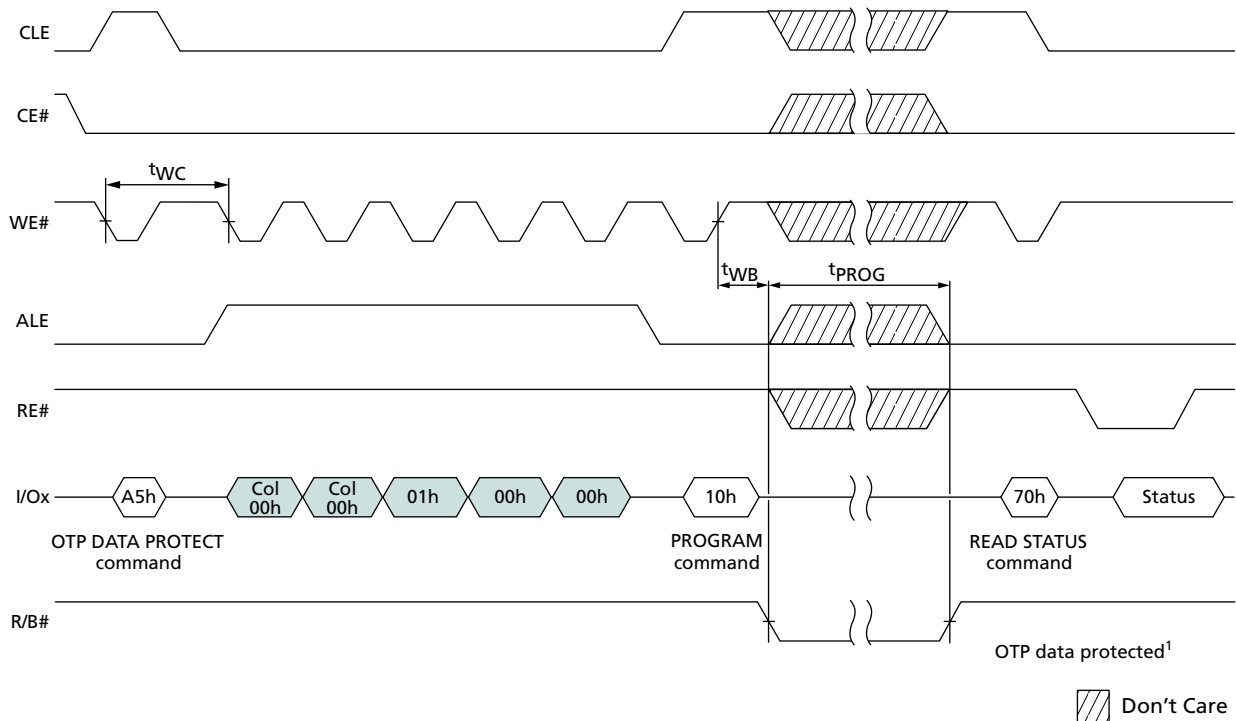 CLE
CE#
tWC
WE#
tWB
tPROG
ALE
RE#
I/Ox
A5h
Col
00h
Col
00h
01h
00h
00h
10h
70h
Status
OTP DATA PROTECT
command
PROGRAM
command
READ STATUS
command
R/B#
OTP data protected1
Don't Care